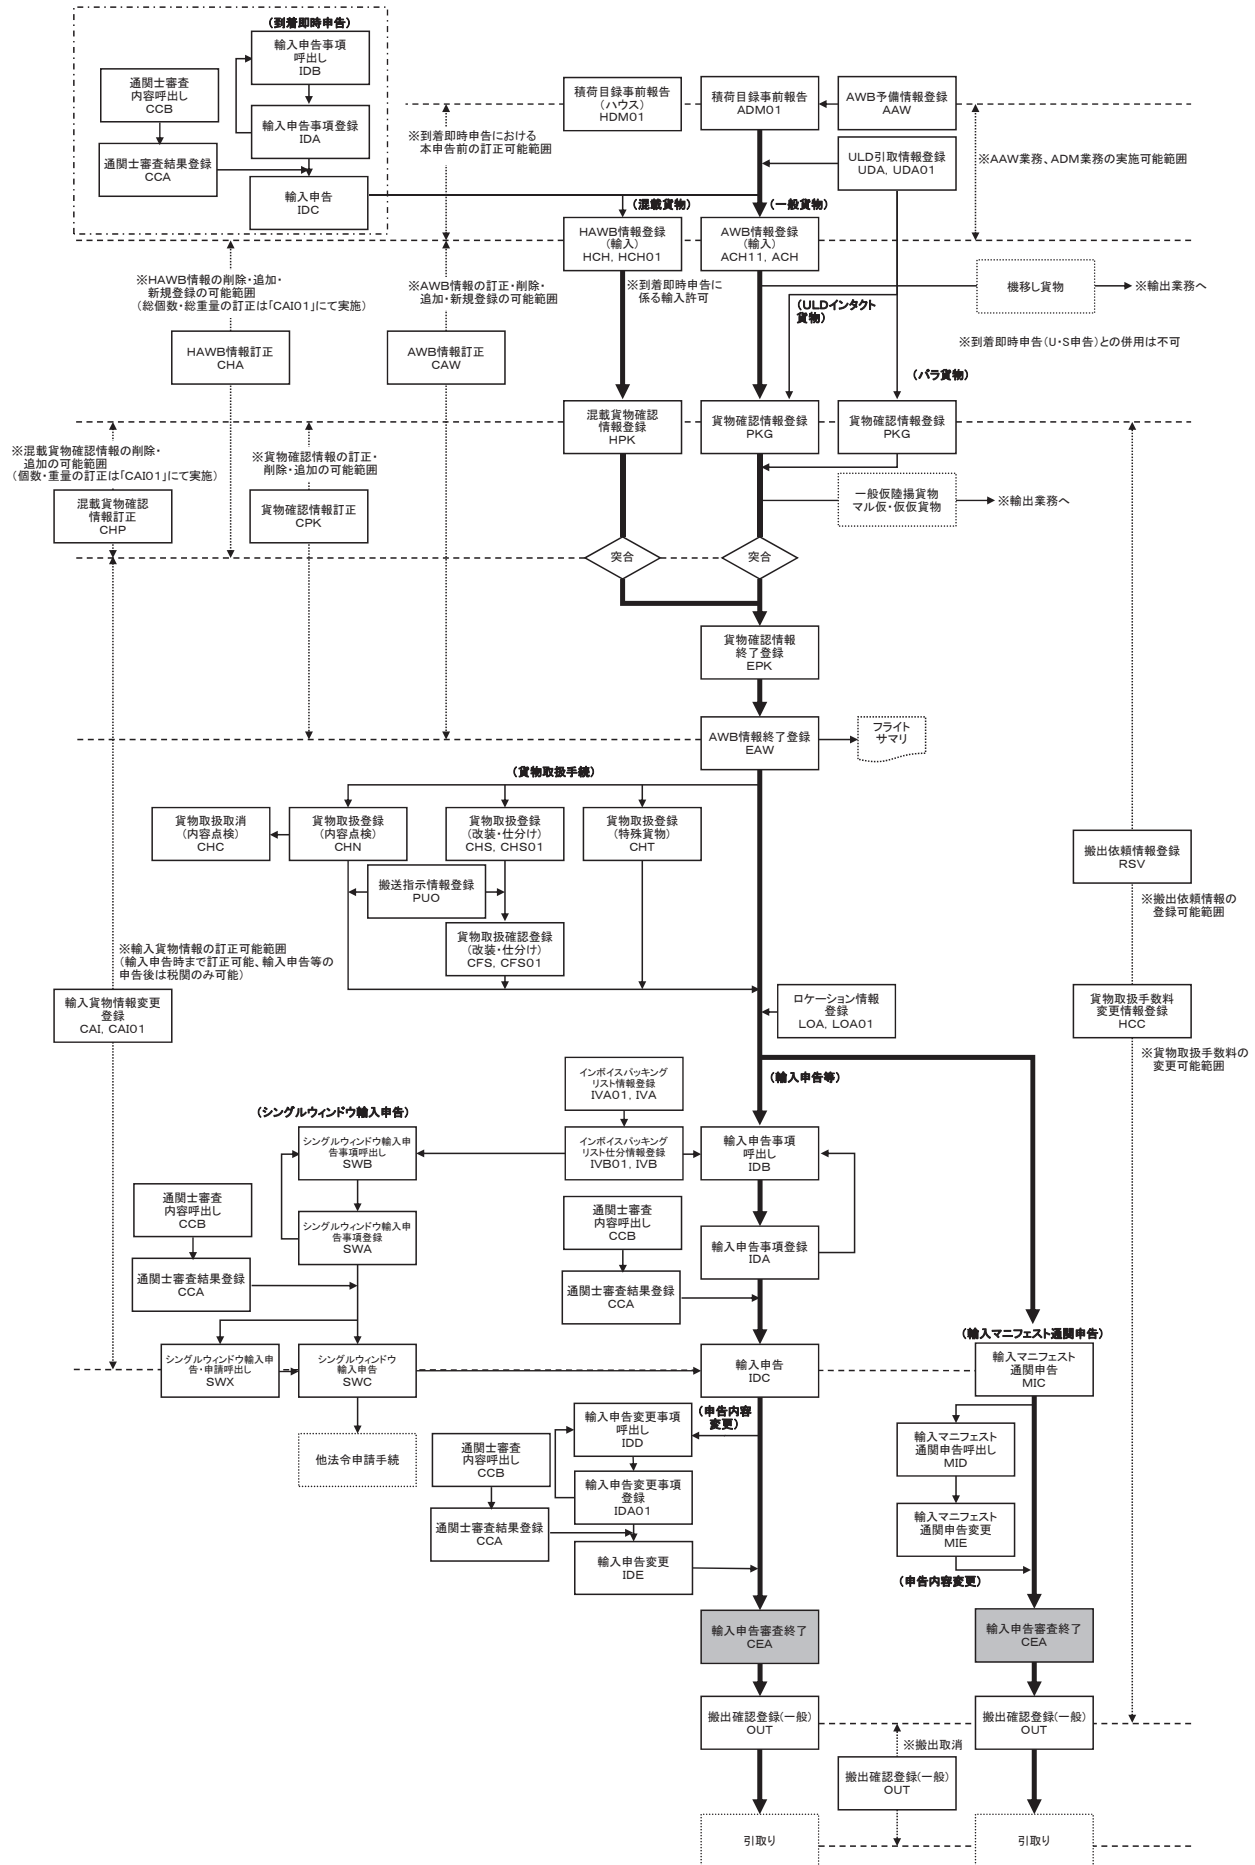 (到着即時申告)
輸入申告事項
呼出し
IDB
通関士審査
内容呼出し
CCB
輸入申告事項登録
IDA
通関士審査結果登録
CCA
輸入申告
IDC
積荷目録事前報告
(ハウス)
HDM01
積荷目録事前報告
ADM01
AWB予備情報登録
AAW
※到着即時申告における
本申告前の訂正可能範囲
ULD引取情報登録
UDA, UDA01
※AAW業務、ADM業務の実施可能範囲
(混載貨物)
(一般貨物)
HAWB情報登録
(輸入)
HCH, HCH01
AWB情報登録
(輸入)
ACH11, ACH
※HAWB情報の削除・追加・
新規登録の可能範囲
(総個数・総重量の訂正は「CAI01」にて実施)
※AWB情報の訂正・削除・
追加・新規登録の可能範囲
※到着即時申告に
係る輸入許可
機移し貨物
※輸出業務へ
(ULDインタクト
貨物)
HAWB情報訂正
CHA
AWB情報訂正
CAW
※到着即時申告(U・S申告)との併用は不可
(バラ貨物)
混載貨物確認
情報登録
HPK
貨物確認情報登録
PKG
貨物確認情報登録
PKG
※混載貨物確認情報の削除・
追加の可能範囲
(個数・重量の訂正は「CAI01」にて実施)
※貨物確認情報の訂正・
削除・追加の可能範囲
混載貨物確認
情報訂正
CHP
貨物確認情報訂正
CPK
一般仮陸揚貨物
マル仮・仮仮貨物
※輸出業務へ
突合
突合
貨物確認情報
終了登録
EPK
AWB情報終了登録
EAW
フライト
サマリ
(貨物取扱手続)
貨物取扱取消
(内容点検)
CHC
貨物取扱登録
(内容点検)
CHN
貨物取扱登録
(改装・仕分け)
CHS, CHS01
貨物取扱登録
(特殊貨物)
CHT
搬出依頼情報登録
RSV
搬送指示情報登録
PUO
※搬出依頼情報の
登録可能範囲
貨物取扱確認登録
(改装・仕分け)
CFS, CFS01
※輸入貨物情報の訂正可能範囲
(輸入申告時まで訂正可能、輸入申告等の
申告後は税関のみ可能)
輸入貨物情報変更
登録
CAI, CAI01
ロケーション情報
登録
LOA, LOA01
貨物取扱手数料
変更情報登録
HCC
※貨物取扱手数料の
変更可能範囲
(輸入申告等)
インボイスパッキング
リスト情報登録
IVA01, IVA
(シングルウィンドウ輸入申告)
シングルウィンドウ輸入申
告事項呼出し
SWB
インボイスパッキング
リスト仕分情報登録
IVB01, IVB
輸入申告事項
呼出し
IDB
通関士審査
内容呼出し
CCB
シングルウィンドウ輸入申
告事項登録
SWA
通関士審査
内容呼出し
CCB
輸入申告事項登録
IDA
通関士審査結果登録
CCA
通関士審査結果登録
CCA
(輸入マニフェスト通関申告)
シングルウィンドウ輸入申
告・申請呼出し
SWX
シングルウィンドウ
輸入申告
SWC
輸入申告
IDC
輸入マニフェスト
通関申告
MIC
(申告内容
変更)
輸入申告変更事項
呼出し
IDD
他法令申請手続
通関士審査
内容呼出し
CCB
輸入マニフェスト
通関申告呼出し
MID
輸入申告変更事項
登録
IDA01
通関士審査結果登録
CCA
輸入マニフェスト
通関申告変更
MIE
輸入申告変更
IDE
(申告内容変更)
輸入申告審査終了
CEA
輸入申告審査終了
CEA
搬出確認登録(一般)
OUT
搬出確認登録(一般)
OUT
※搬出取消
搬出確認登録(一般)
OUT
引取り
引取り